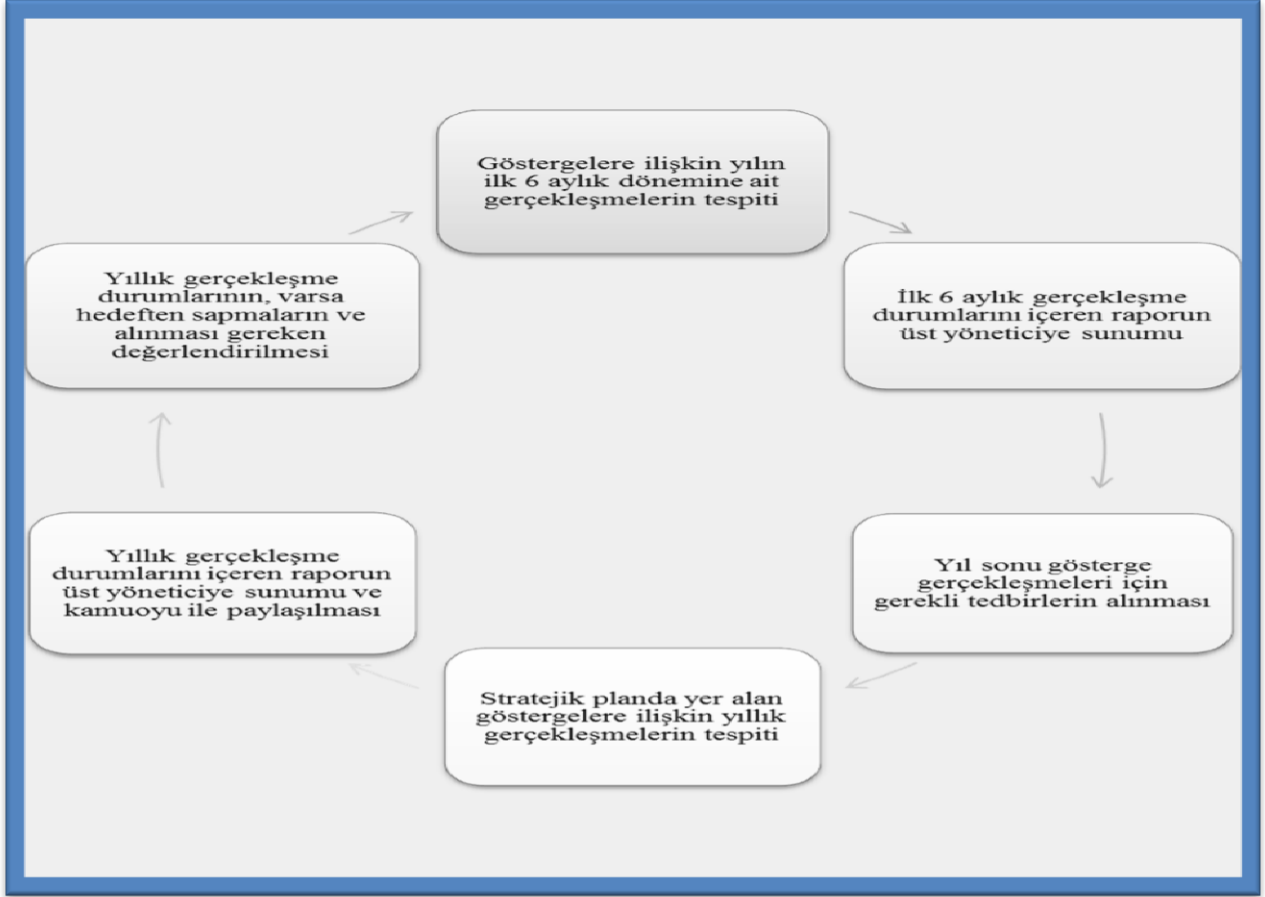 Göstergelere ilişkin yılın
ilk 6 aylık dönemine ait
gerçekleşmelerin tespiti
İlk 6 aylık gerçekleşme
durumlarını içeren raporun
üst yöneticiye sunumu
Yıl sonu gösterge
gerçekleşmeleri için
gerekli tedbirlerin alınması
Stratejik planda yer alan
göstergelere ilişkin yıllık
gerçekleşmelerin tespiti
Yıllık gerçekleşme
durumlarını içeren raporun
üst yöneticiye sunumu ve
kamuoyu ile paylaşılması
Yıllık gerçekleşme
durumlarının, varsa
hedeften sapmaların ve
alınması gereken
değerlendirilmesi